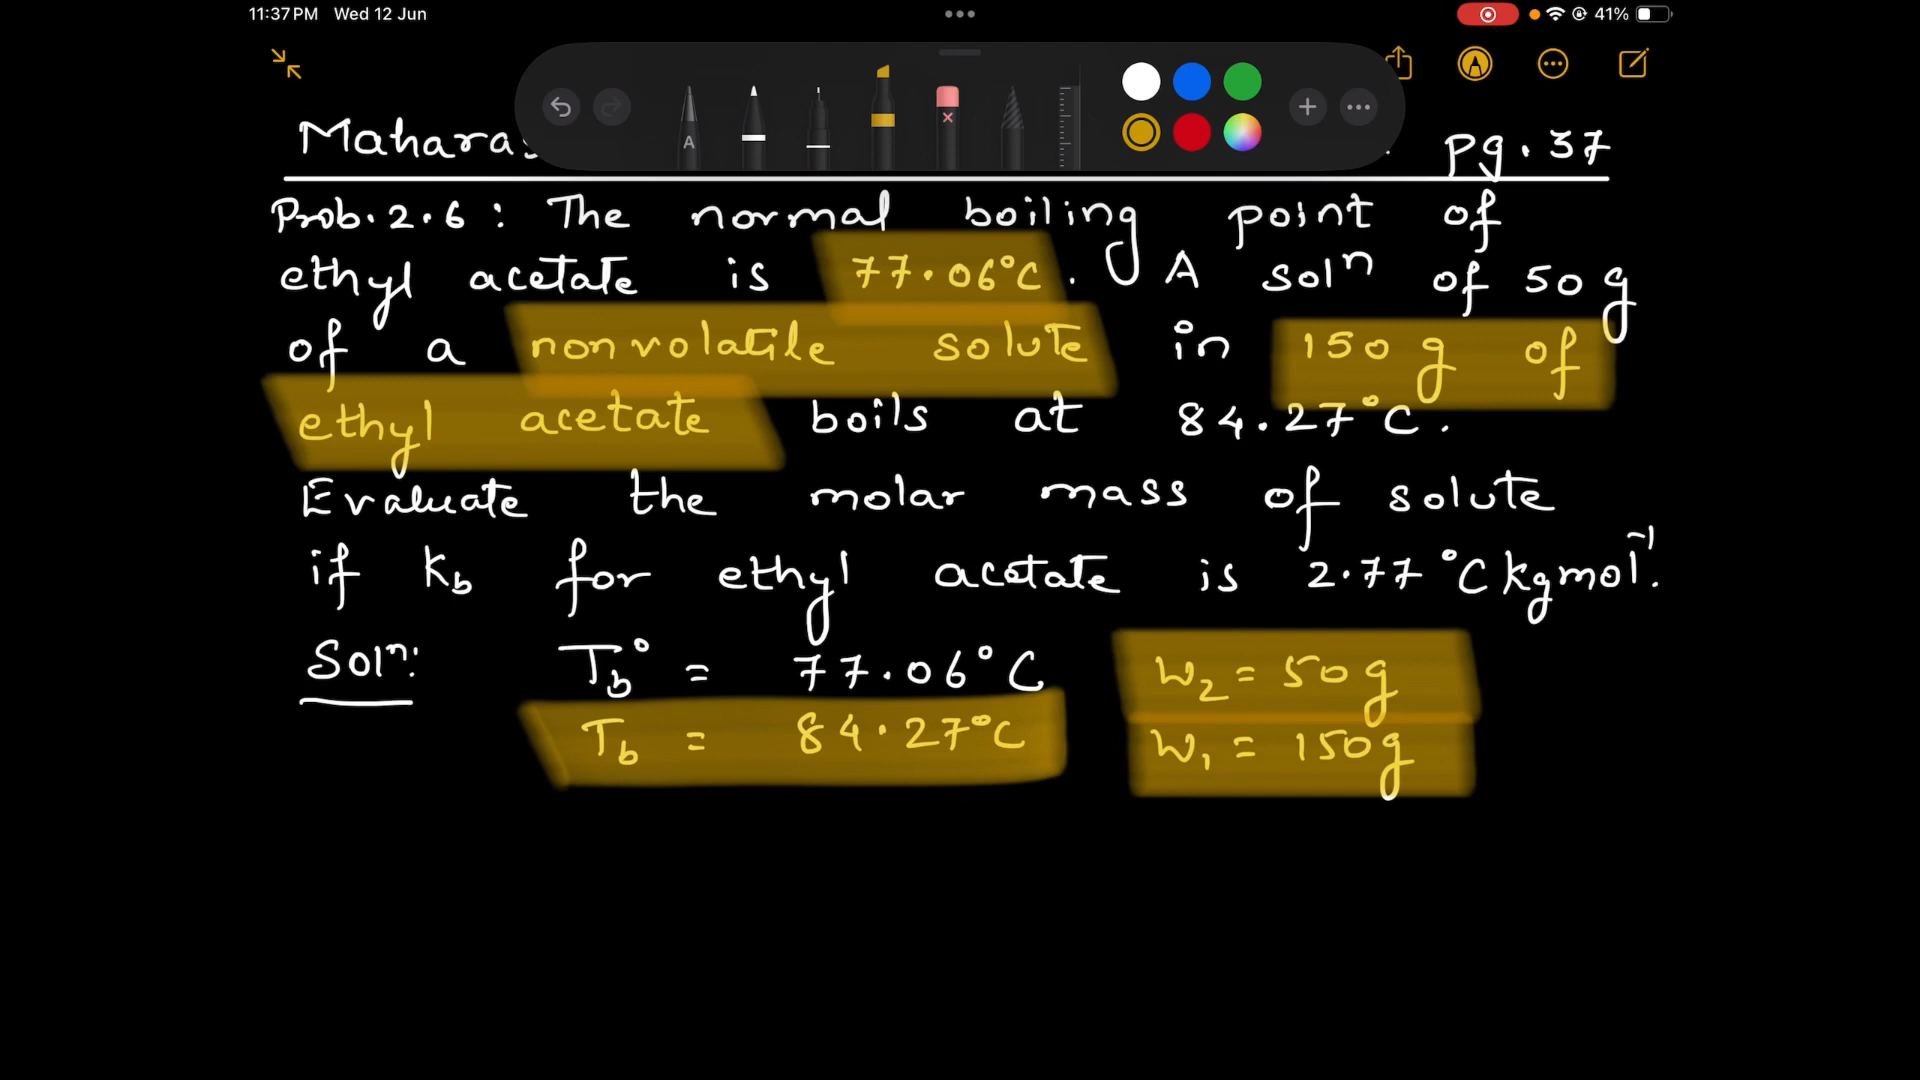 11:37 PM Wed 12 Jun
41%
A
Maharas pg. 37
Prob. 2.6 : The normal boiling point of
ethyl acetate is 77.06°C. A solⁿ of 50 g
of a nonvolatile solute in 150 g of
ethyl acetate boils at 84.27°C.
Evaluate the molar mass of solute
if Kb for ethyl acetate is 2.77 °C kg mol⁻¹.
Solⁿ: Tb° = 77.06°C W₂ = 50 g
Tb = 84.27°C W₁ = 150 g